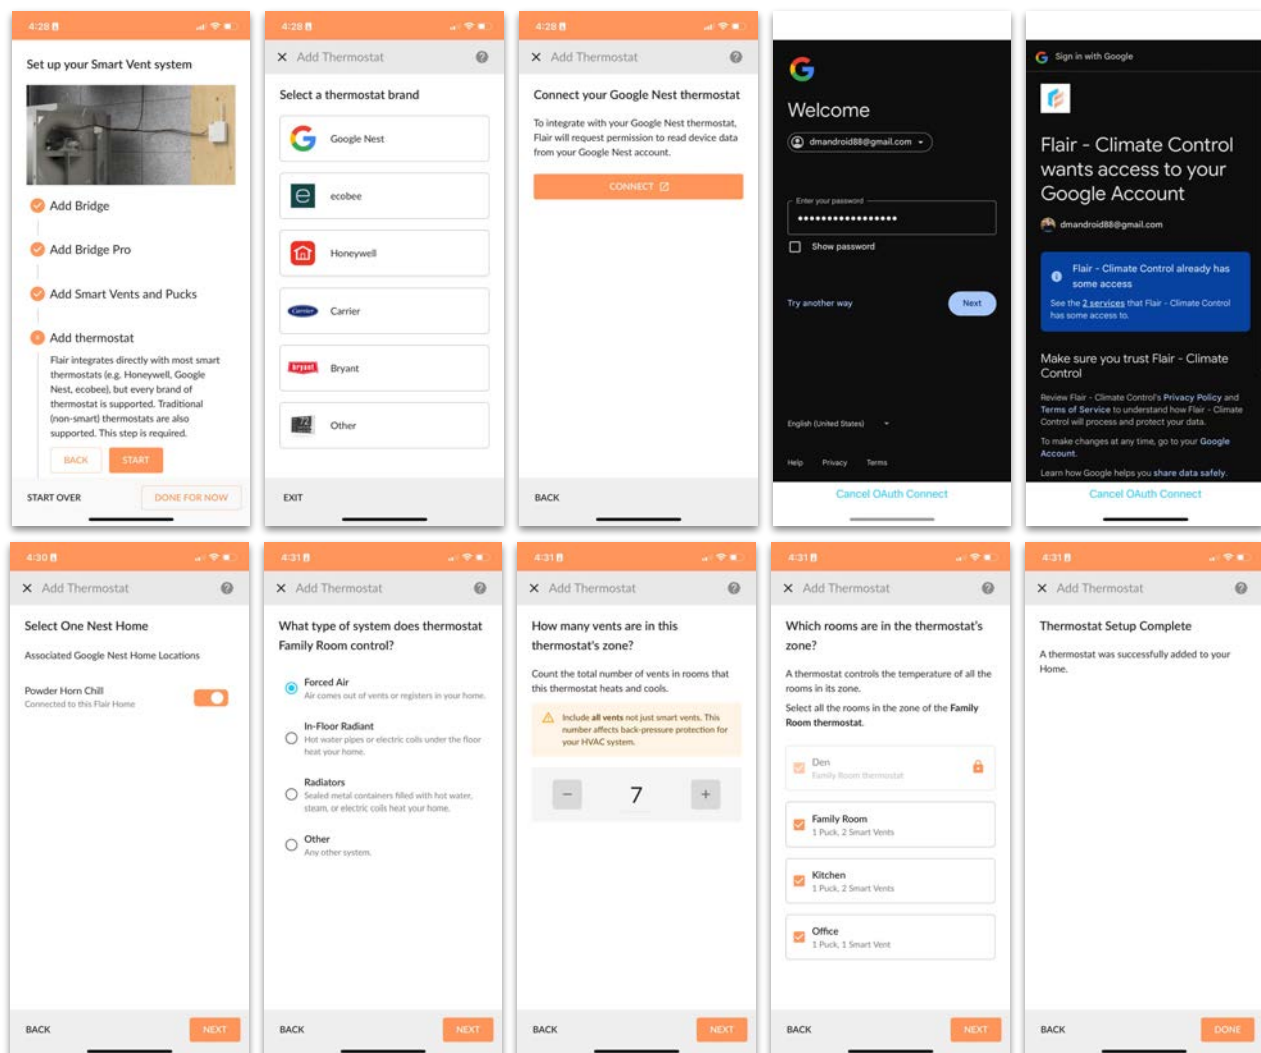 4:28
Set up your Smart Vent system
Add Bridge
Add Bridge Pro
Add Smart Vents and Pucks
Add thermostat
Flair integrates directly with most smart
thermostats (e.g. Honeywell, Google
Nest, ecobee), but every brand of
thermostat is supported. Traditional
(non-smart) thermostats are also
supported. This step is required.
BACK
START
START OVER
DONE FOR NOW
4:28
Add Thermostat
Select a thermostat brand
Google Nest
ecobee
Honeywell
Carrier
Carrier
bryant
Bryant
Other
EXIT
4:28
Add Thermostat
Connect your Google Nest thermostat
To integrate with your Google Nest thermostat,
Flair will request permission to read device data
from your Google Nest account.
CONNECT
BACK
Welcome
dmandroid88@gmail.com
Enter your password
Show password
Try another way
Next
English (United States)
Help Privacy Terms
Cancel OAuth Connect
Sign in with Google
Flair - Climate Control
wants access to your
Google Account
dmandroid88@gmail.com
Flair - Climate Control already has
some access
See the 2 services that Flair - Climate Control
has some access to.
Make sure you trust Flair - Climate
Control
Review Flair - Climate Control's Privacy Policy and
Terms of Service to understand how Flair - Climate
Control will process and protect your data.
To make changes at any time, go to your Google
Account.
Learn how Google helps you share data safely.
Cancel OAuth Connect
4:30
Add Thermostat
Select One Nest Home
Associated Google Nest Home Locations
Powder Horn Chill
Connected to this Flair Home
BACK
NEXT
4:31
Add Thermostat
What type of system does thermostat
Family Room control?
Forced Air
Air comes out of vents or registers in your home.
In-Floor Radiant
Hot water pipes or electric coils under the floor
heat your home.
Radiators
Sealed metal containers filled with hot water,
steam, or electric coils heat your home.
Other
Any other system.
BACK
NEXT
4:31
Add Thermostat
How many vents are in this
thermostat's zone?
Count the total number of vents in rooms that
this thermostat heats and cools.
Include all vents not just smart vents. This
number affects back-pressure protection for
your HVAC system.
− 7 +
BACK
NEXT
4:31
Add Thermostat
Which rooms are in the thermostat's
zone?
A thermostat controls the temperature of all the
rooms in its zone.
Select all the rooms in the zone of the Family
Room thermostat.
Den
Family Room thermostat
Family Room
1 Puck, 2 Smart Vents
Kitchen
1 Puck, 2 Smart Vents
Office
1 Puck, 1 Smart Vent
BACK
NEXT
4:31
Add Thermostat
Thermostat Setup Complete
A thermostat was successfully added to your
Home.
BACK
DONE